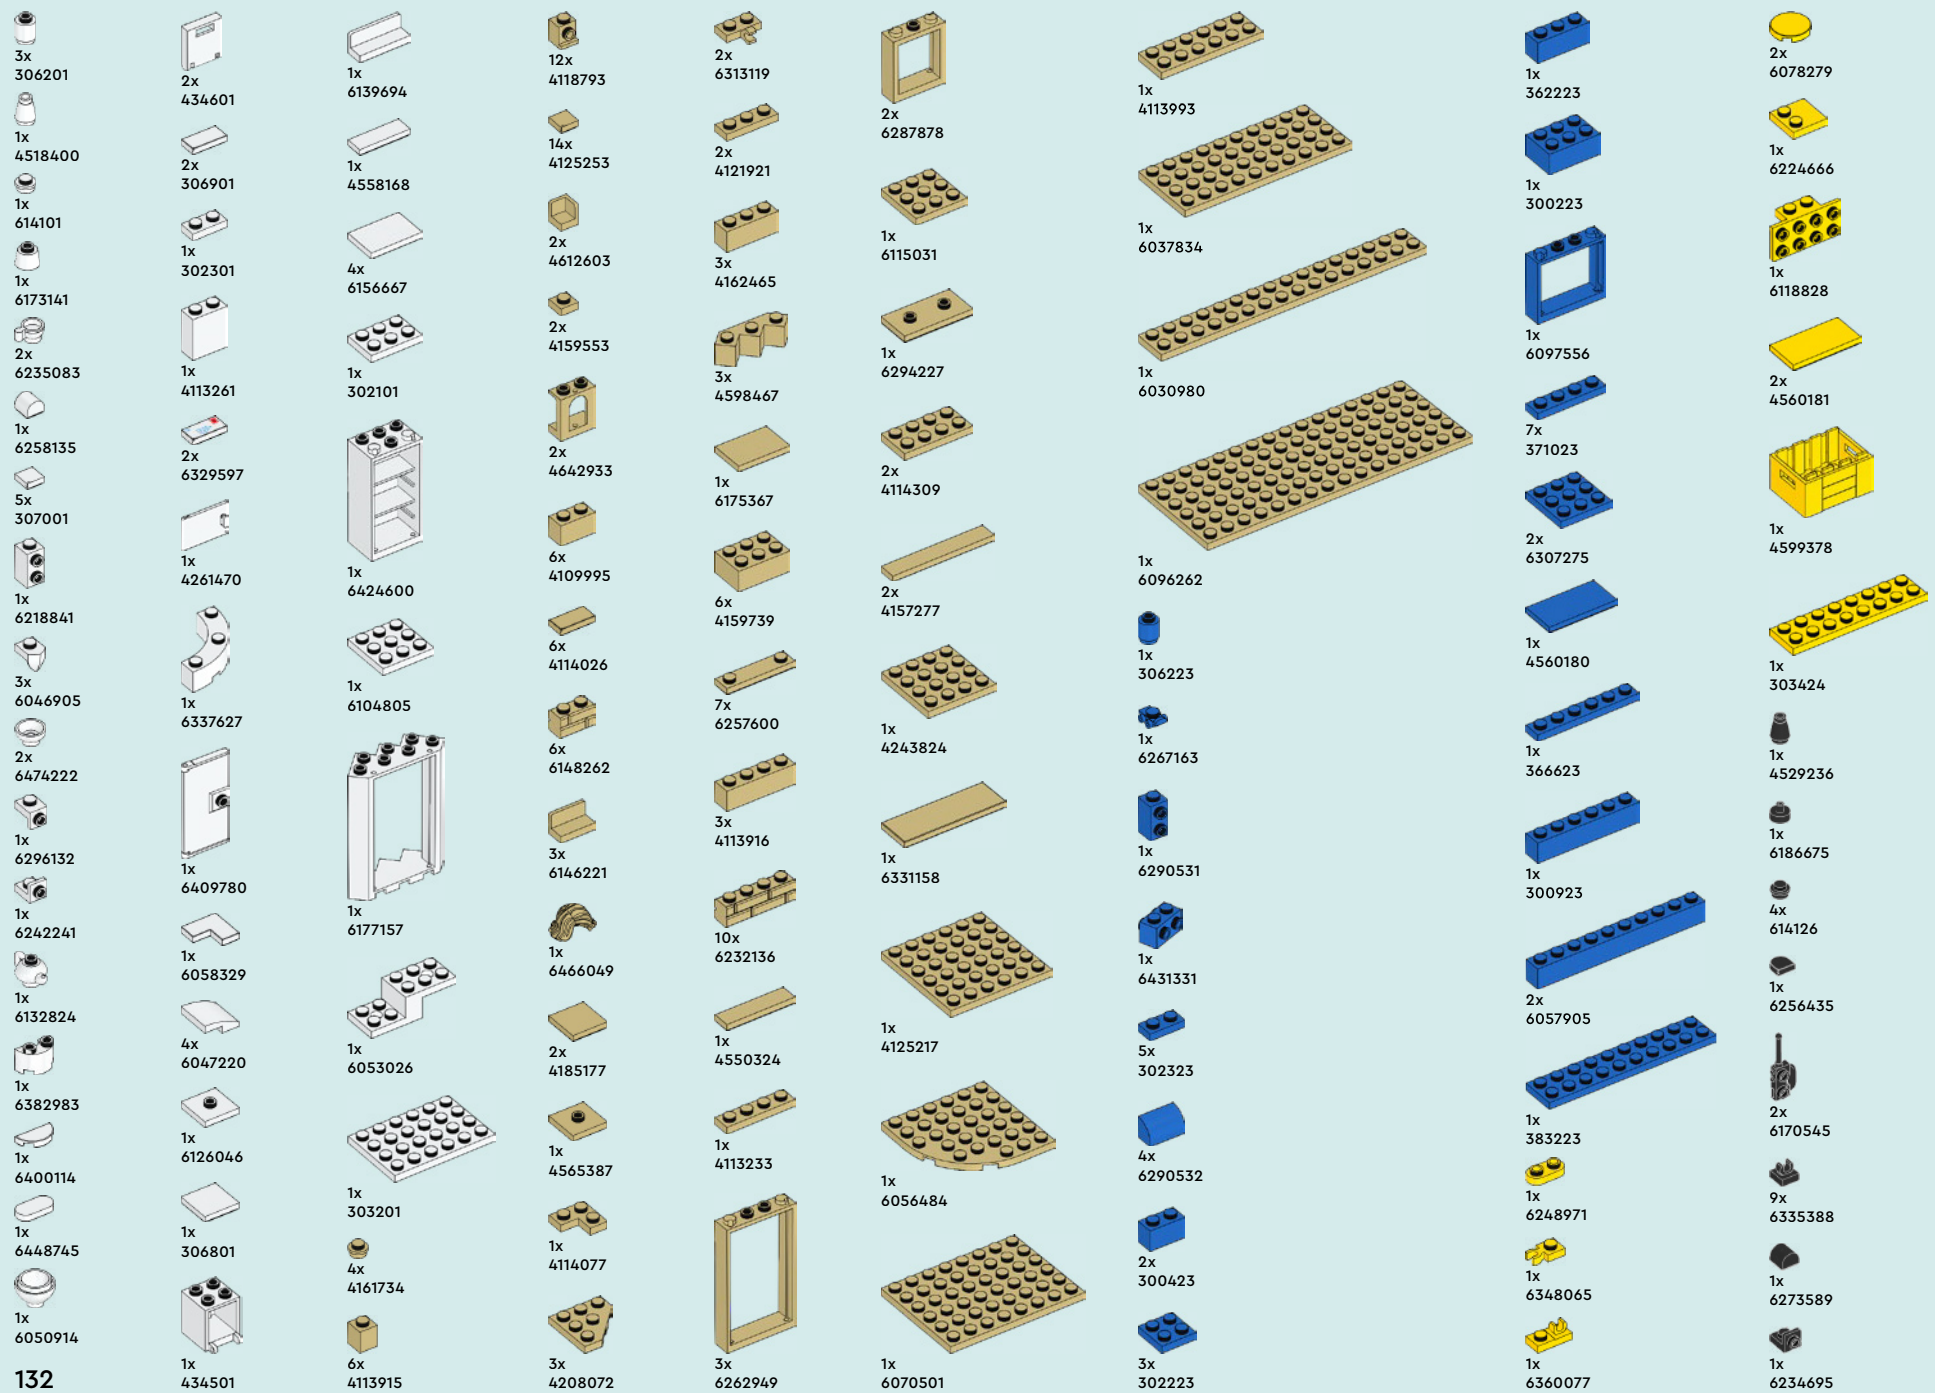 3x
306201
1x
4518400
1x
614101
1x
6173141
2x
6235083
1x
6258135
5x
307001
1x
6218841
3x
6046905
2x
6474222
1x
6296132
1x
6242241
1x
6132824
1x
6382983
1x
6400114
1x
6448745
1x
6050914
132
2x
434601
2x
306901
1x
302301
1x
4113261
2x
6329597
1x
4261470
1x
6337627
1x
6409780
1x
6058329
4x
6047220
1x
6126046
1x
306801
1x
434501
1x
6139694
1x
4558168
4x
6156667
1x
302101
1x
6424600
1x
6104805
1x
6177157
1x
6053026
1x
303201
4x
4161734
6x
4113915
12x
4118793
14x
4125253
2x
4612603
2x
4159553
2x
4642933
6x
4109995
6x
4114026
6x
6148262
3x
6146221
1x
6466049
2x
4185177
1x
4565387
1x
4114077
3x
4208072
2x
6313119
2x
4121921
3x
4162465
3x
4598467
1x
6175367
6x
4159739
7x
6257600
3x
4113916
10x
6232136
1x
4550324
1x
4113233
3x
6262949
2x
6287878
1x
6115031
1x
6294227
2x
4114309
2x
4157277
1x
4243824
1x
6331158
1x
4125217
1x
6056484
1x
6070501
1x
4113993
1x
6037834
1x
6030980
1x
6096262
1x
306223
1x
6267163
1x
6290531
1x
6431331
5x
302323
4x
6290532
2x
300423
3x
302223
1x
362223
1x
300223
1x
6097556
7x
371023
2x
6307275
1x
4560180
1x
366623
1x
300923
2x
6057905
1x
383223
1x
6248971
1x
6348065
1x
6360077
2x
6078279
1x
6224666
1x
6118828
2x
4560181
1x
4599378
1x
303424
1x
4529236
1x
6186675
4x
614126
1x
6256435
2x
6170545
9x
6335388
1x
6273589
1x
6234695